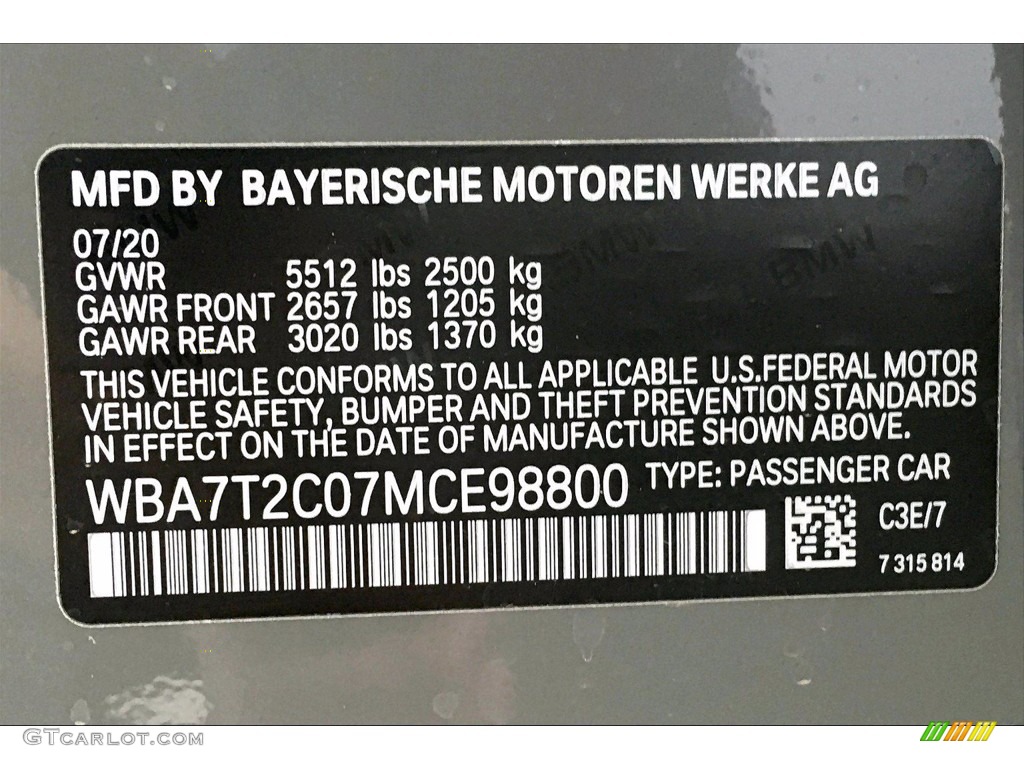 MFD BY BAYERISCHE MOTOREN WERKE AG
07/20
GVWR 5512 lbs 2500 kg
GAWR FRONT 2657 lbs 1205 kg
GAWR REAR 3020 lbs 1370 kg
THIS VEHICLE CONFORMS TO ALL APPLICABLE U.S.FEDERAL MOTOR
VEHICLE SAFETY, BUMPER AND THEFT PREVENTION STANDARDS
IN EFFECT ON THE DATE OF MANUFACTURE SHOWN ABOVE.
WBA7T2C07MCE98800 TYPE: PASSENGER CAR
C3E/7
7 315 814
GTCARLOT.COM